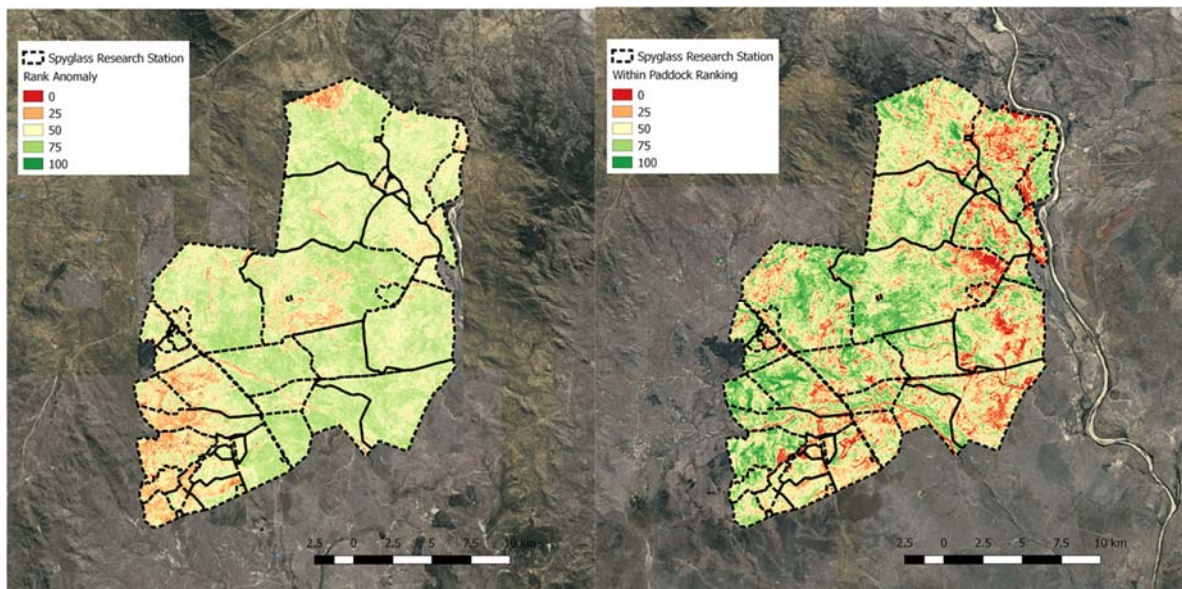 Spyglass Research Station
Rank Anomaly
0
25
50
75
100
2.5 0 2.5 5 7.5 10 km
Spyglass Research Station
Within Paddock Ranking
0
25
50
75
100
2.5 0 2.5 5 7.5 10 km